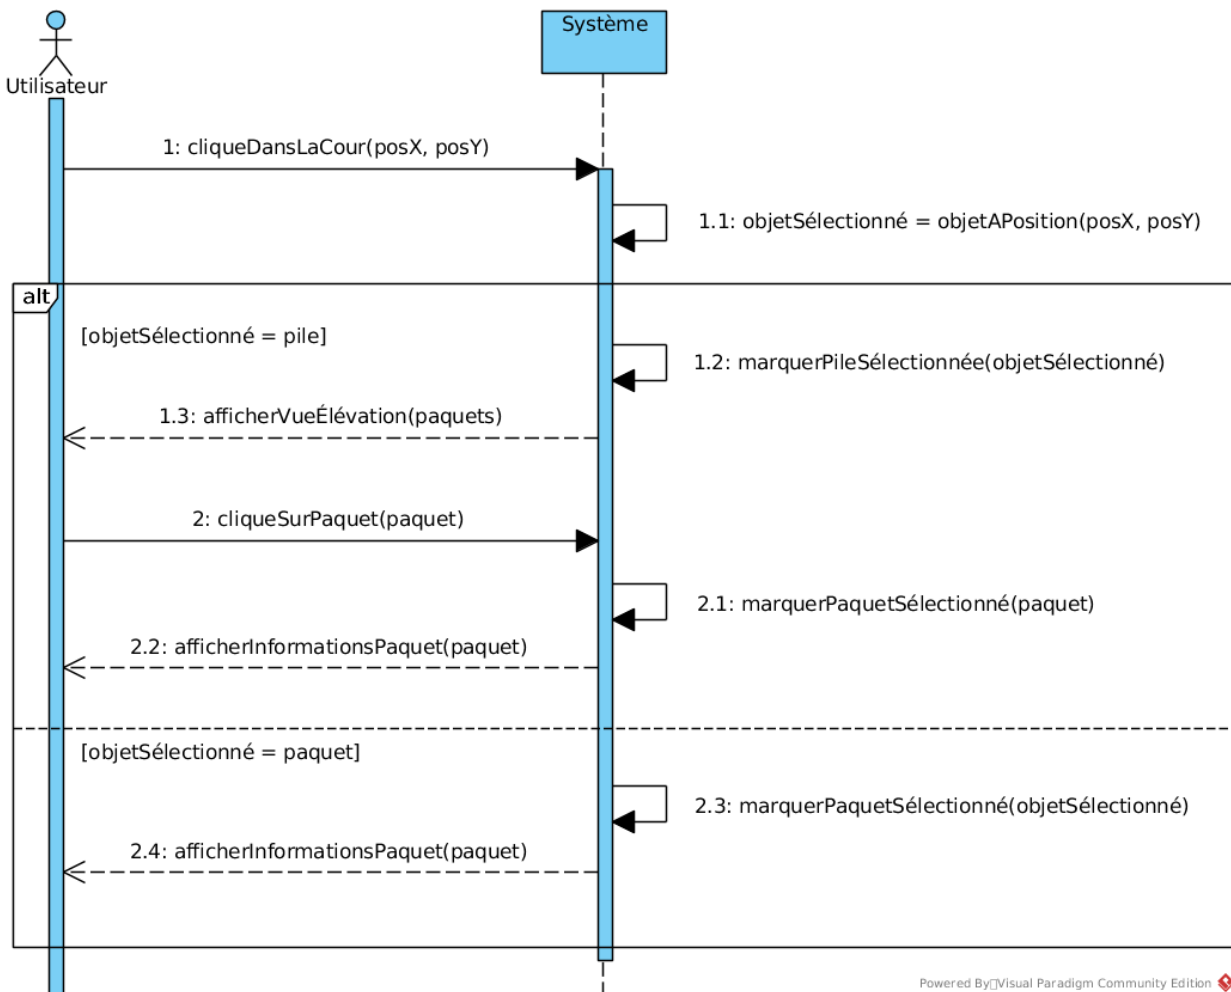 Système
Utilisateur
1: cliqueDansLaCour(posX, posY)
1.1: objetSélectionné = objetAPosition(posX, posY)
alt
[objetSélectionné = pile]
1.2: marquerPileSélectionnée(objetSélectionné)
1.3: afficherVueÉlévation(paquets)
2: cliqueSurPaquet(paquet)
2.1: marquerPaquetSélectionné(paquet)
2.2: afficherInformationsPaquet(paquet)
[objetSélectionné = paquet]
2.3: marquerPaquetSélectionné(objetSélectionné)
2.4: afficherInformationsPaquet(paquet)
Powered By Visual Paradigm Community Edition